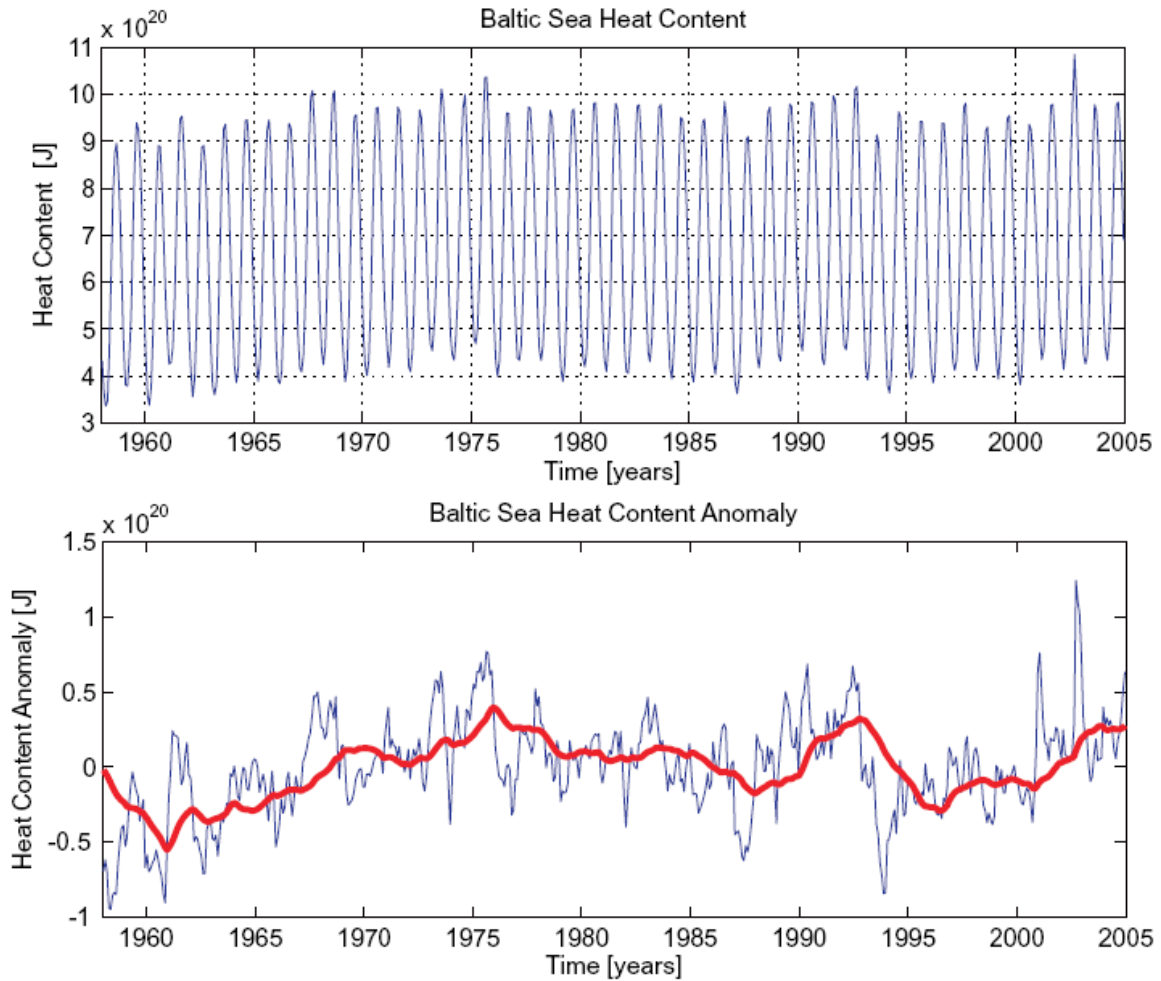 Baltic Sea Heat Content
x 10^20
11
10
9
8
7
6
5
4
3
Heat Content [J]
1960 1965 1970 1975 1980 1985 1990 1995 2000 2005
Time [years]
Baltic Sea Heat Content Anomaly
x 10^20
1.5
1
0.5
0
-0.5
-1
Heat Content Anomaly [J]
1960 1965 1970 1975 1980 1985 1990 1995 2000 2005
Time [years]